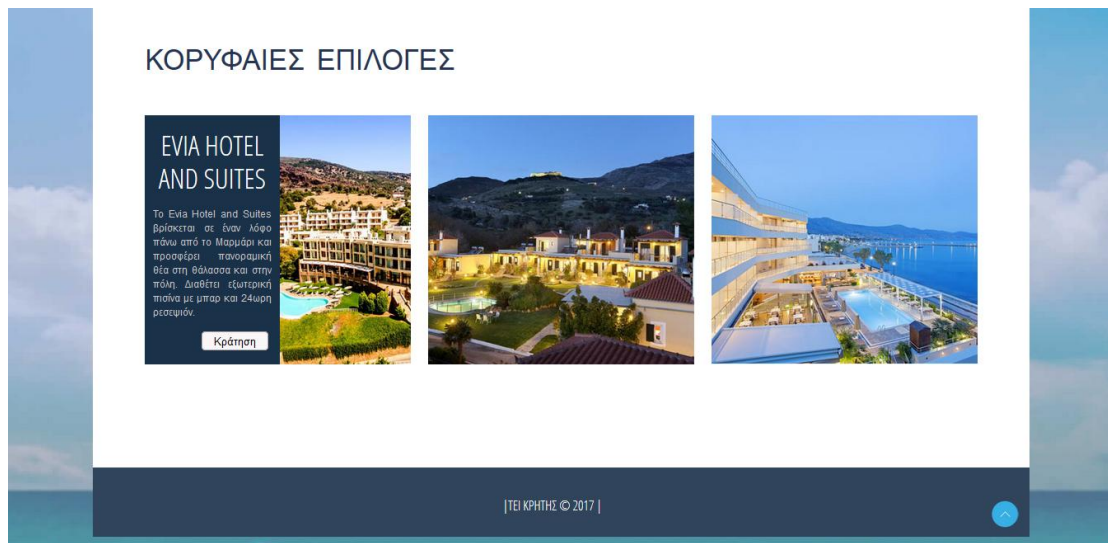 ΚΟΡΥΦΑΙΕΣ ΕΠΙΛΟΓΕΣ
EVIA HOTEL
AND SUITES
Το Evia Hotel and Suites
βρίσκεται σε έναν λόφο
πάνω από το Μαρμάρι και
προσφέρει πανοραμική
θέα στη θάλασσα και στην
πόλη. Διαθέτει εξωτερική
πισίνα με μπαρ και 24ωρη
ρεσεψιόν.
Κράτηση
|ΤΕΙ ΚΡΗΤΗΣ © 2017 |